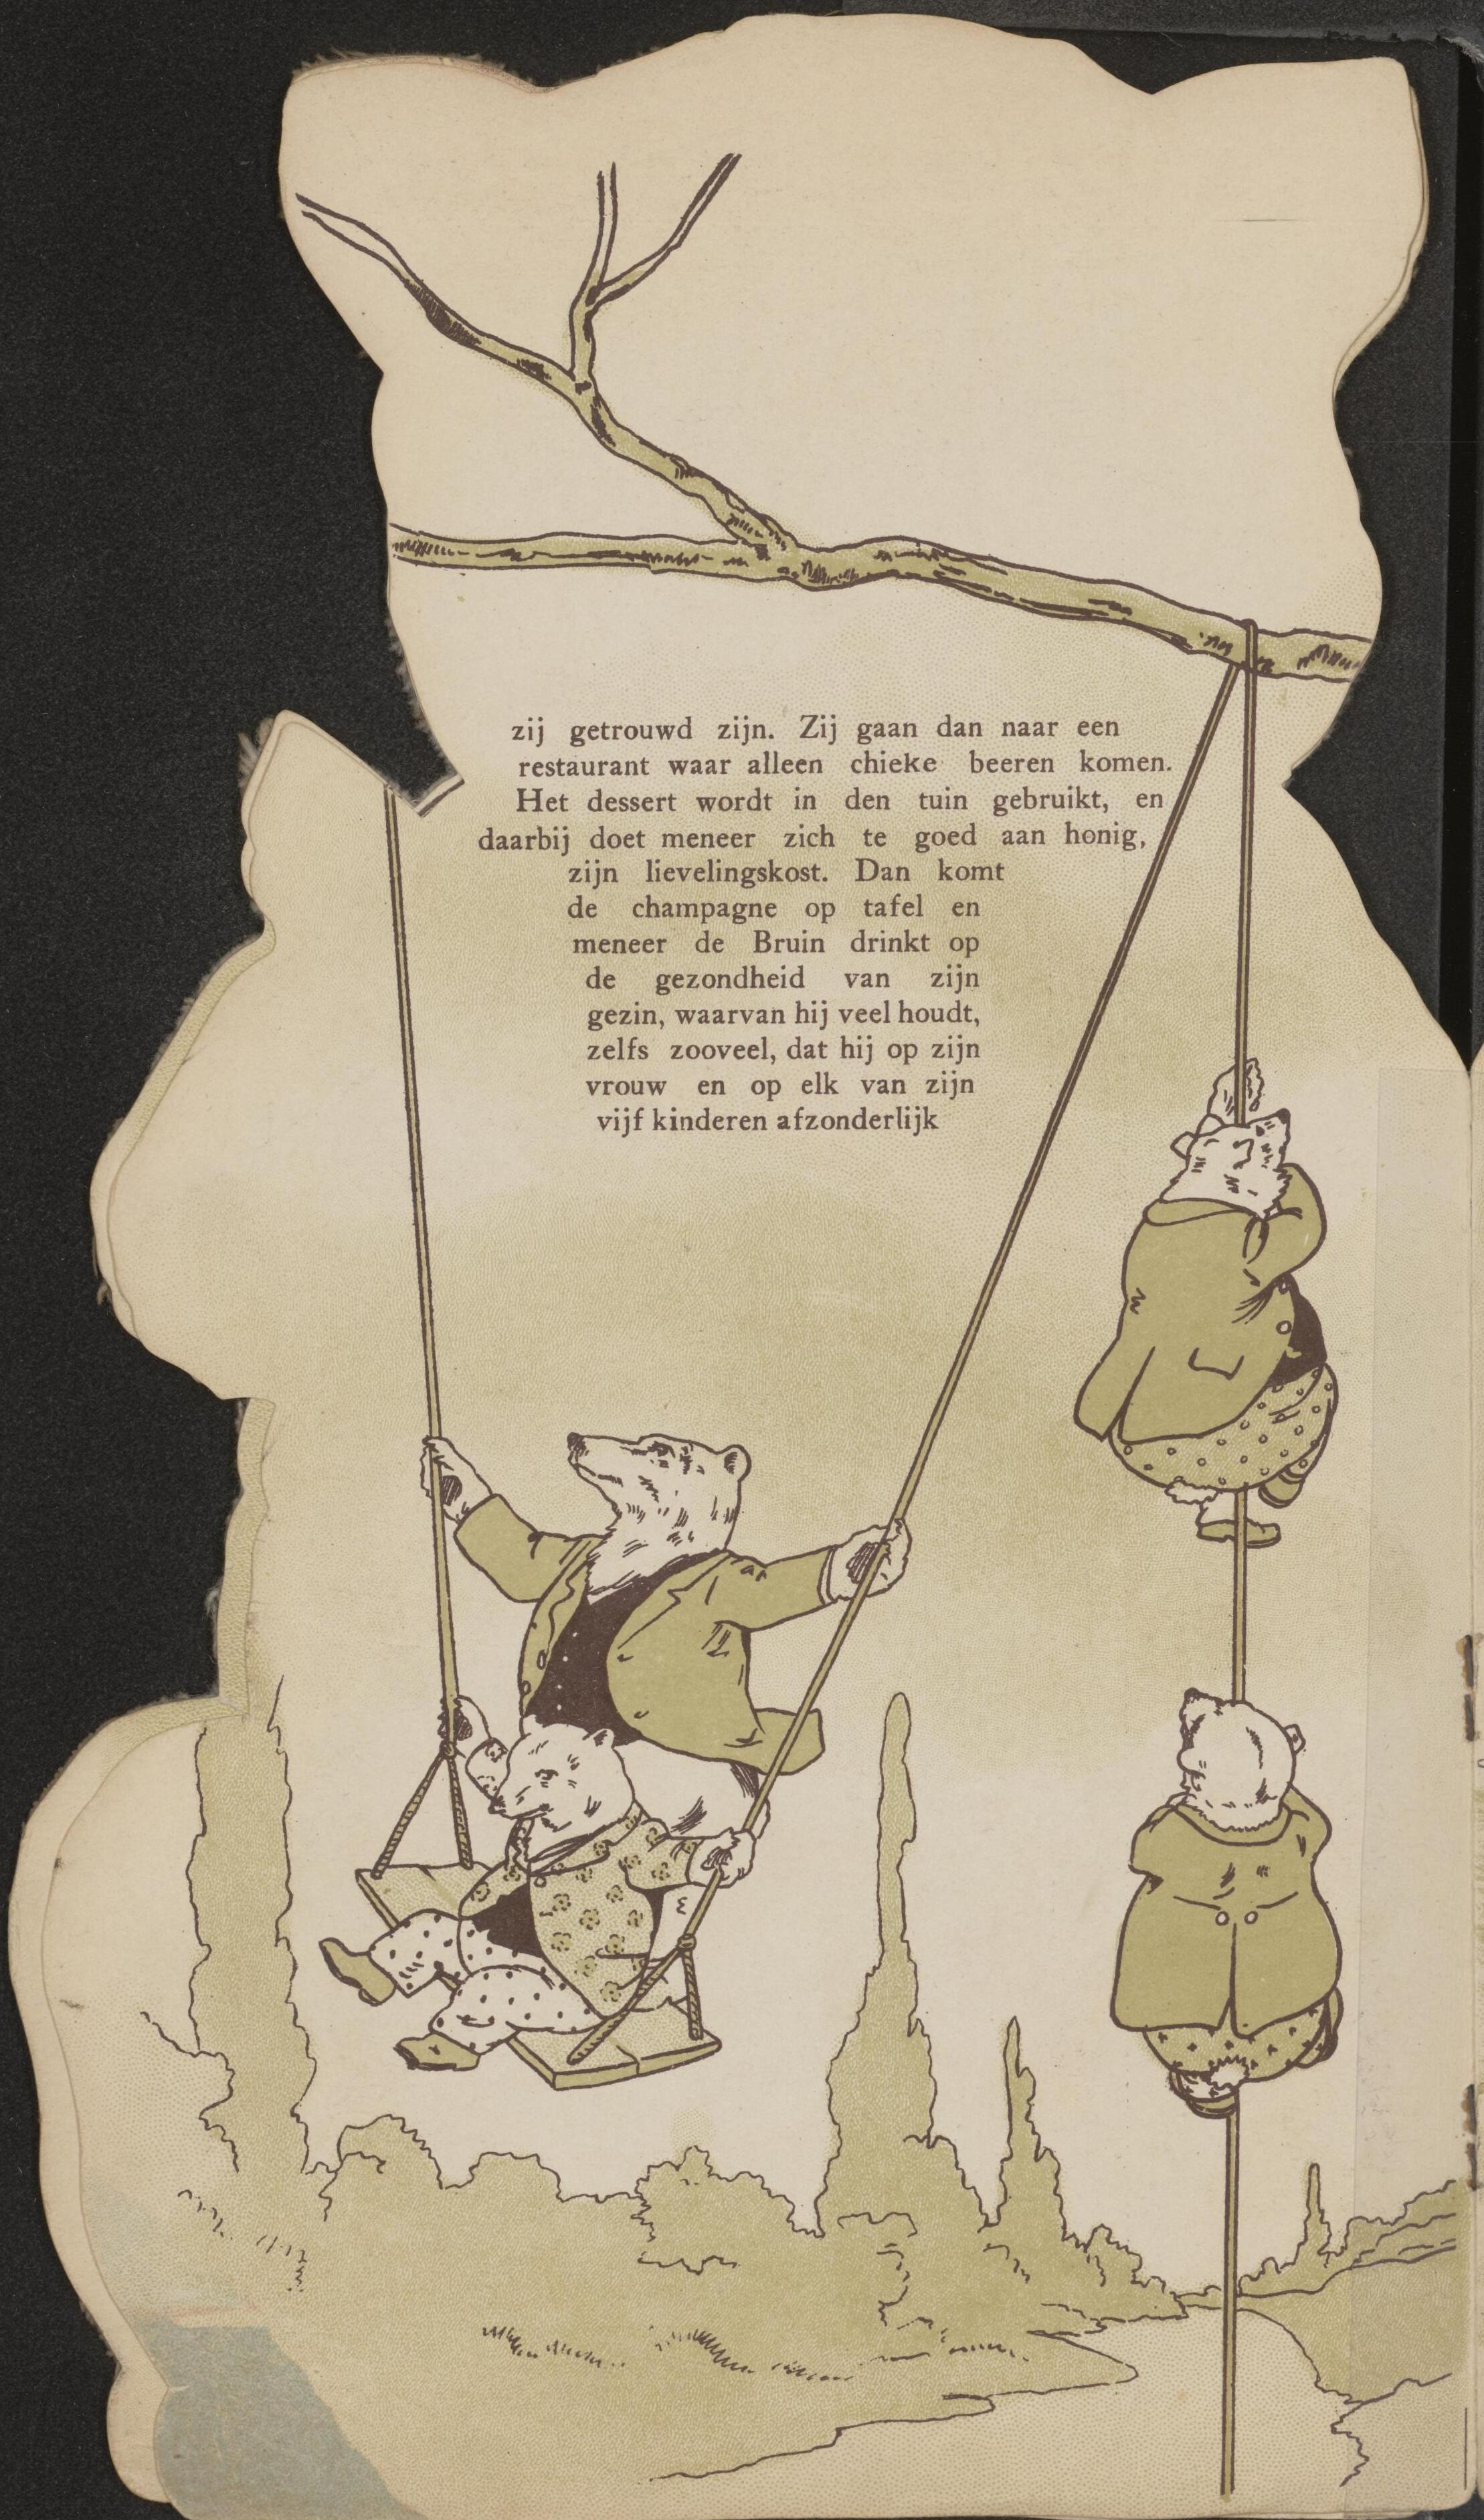 zij getrouwd zijn. Zij gaan dan naar een
restaurant waar alleen chieke beeren komen.
Het dessert wordt in den tuin gebruikt, en
daarbij doet meneer zich te goed aan honig,
zijn lievelingskost. Dan komt
de champagne op tafel en
meneer de Bruin drinkt op
de gezondheid van zijn
gezin, waarvan hij veel houdt,
zelfs zooveel, dat hij op zijn
vrouw en op elk van zijn
vijf kinderen afzonderlijk